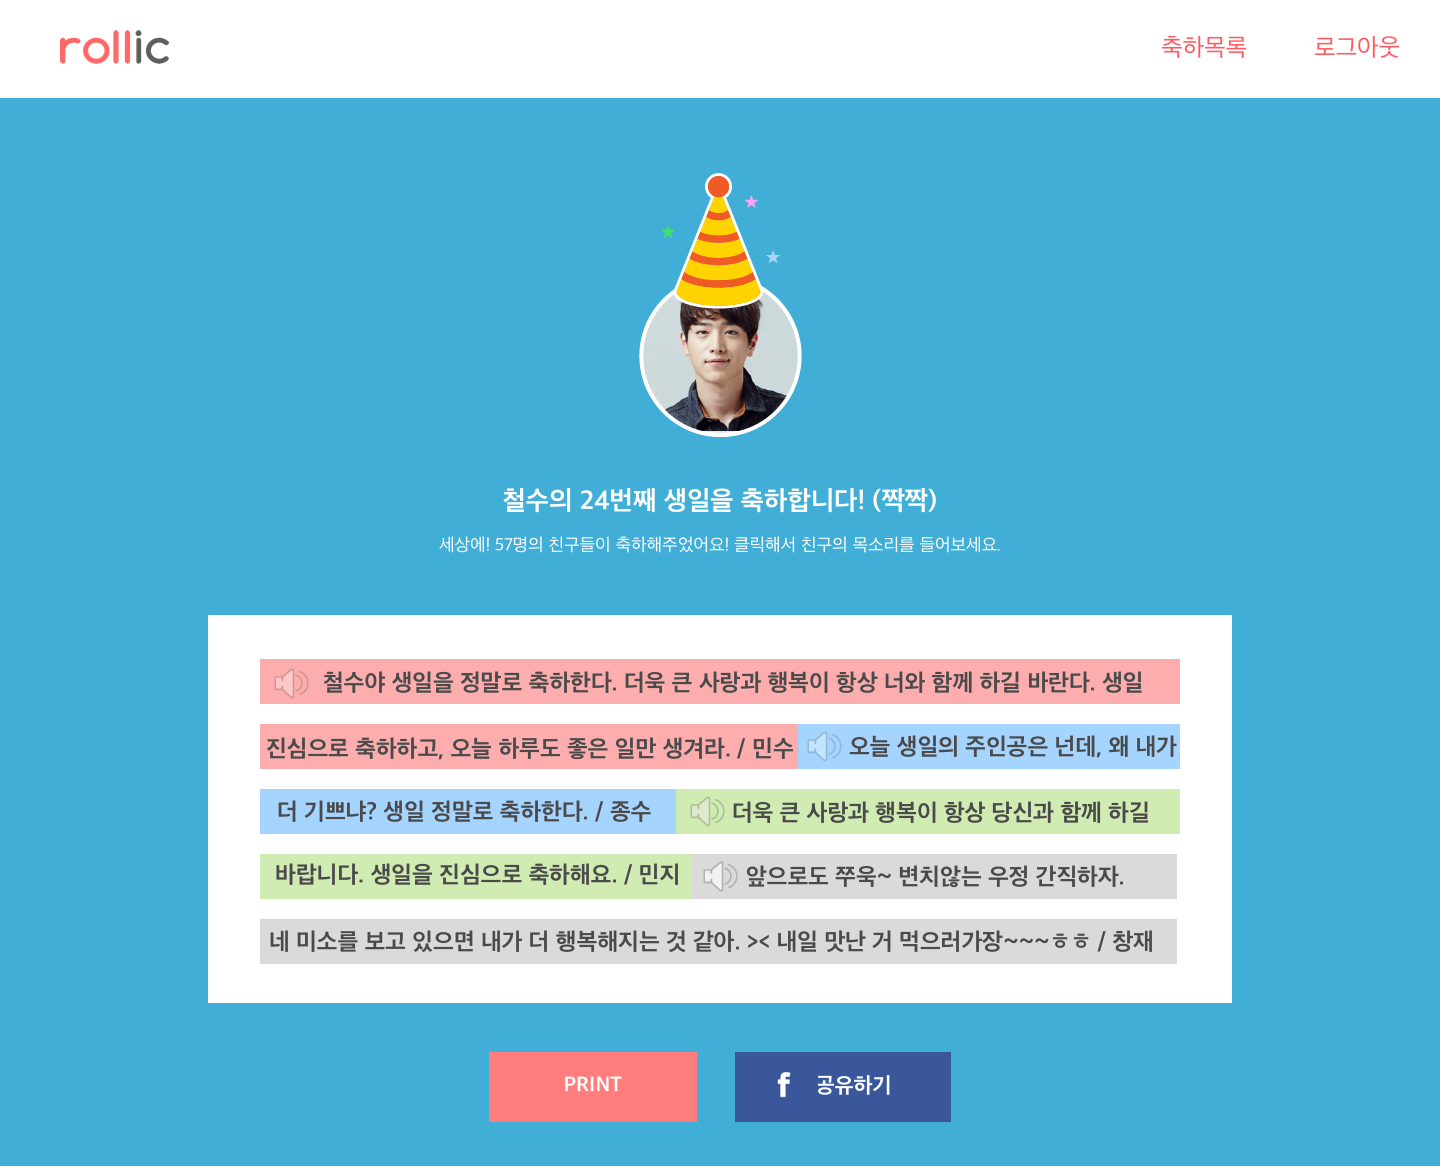 rollic
축하목록
로그아웃
철수의 24번째 생일을 축하합니다! (짝짝)
세상에! 57명의 친구들이 축하해주었어요! 클릭해서 친구의 목소리를 들어보세요.
철수야 생일을 정말로 축하한다. 더욱 큰 사랑과 행복이 항상 너와 함께 하길 바란다. 생일
진심으로 축하하고, 오늘 하루도 좋은 일만 생겨라. / 민수 오늘 생일의 주인공은 넌데, 왜 내가
더 기쁘냐? 생일 정말로 축하한다. / 종수 더욱 큰 사랑과 행복이 항상 당신과 함께 하길
바랍니다. 생일을 진심으로 축하해요. / 민지 앞으로도 쭈욱~ 변치않는 우정 간직하자.
네 미소를 보고 있으면 내가 더 행복해지는 것 같아. >< 내일 맛난 거 먹으러가장~~~ㅎㅎ / 창재
PRINT
f 공유하기